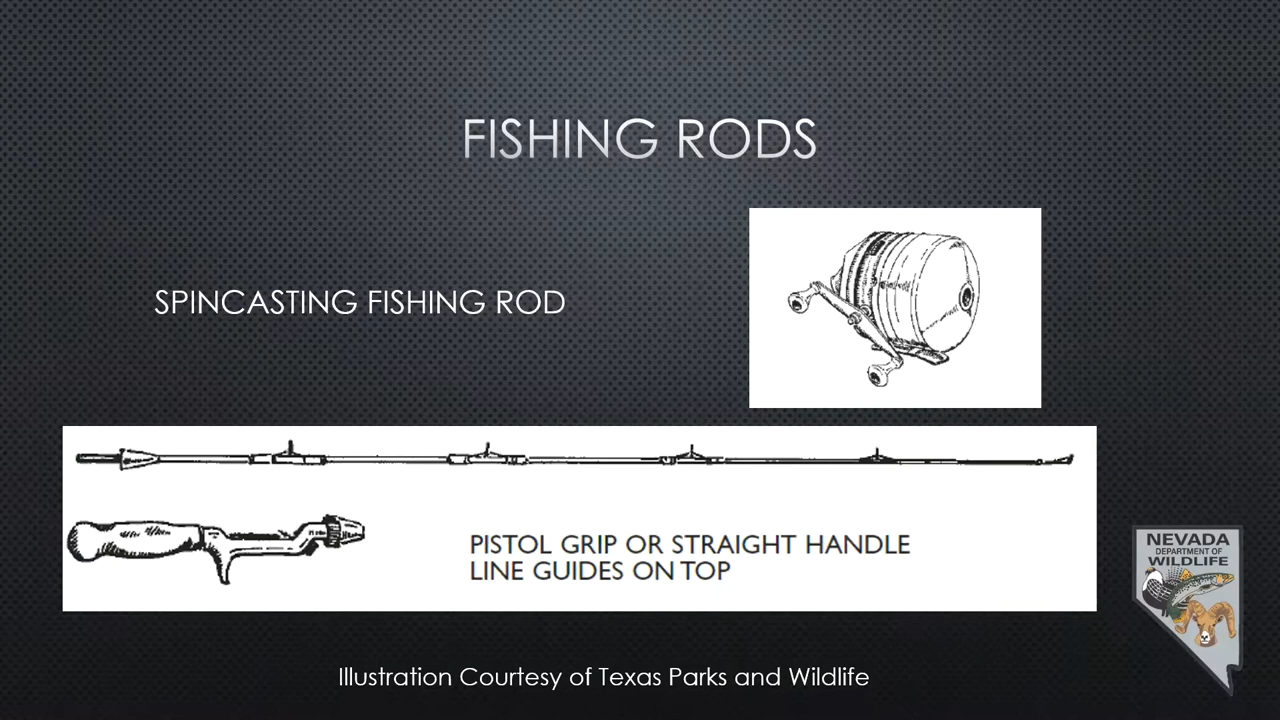 FISHING RODS
SPINCASTING FISHING ROD
PISTOL GRIP OR STRAIGHT HANDLE
LINE GUIDES ON TOP
NEVADA
DEPARTMENT OF
WILDLIFE
Illustration Courtesy of Texas Parks and Wildlife